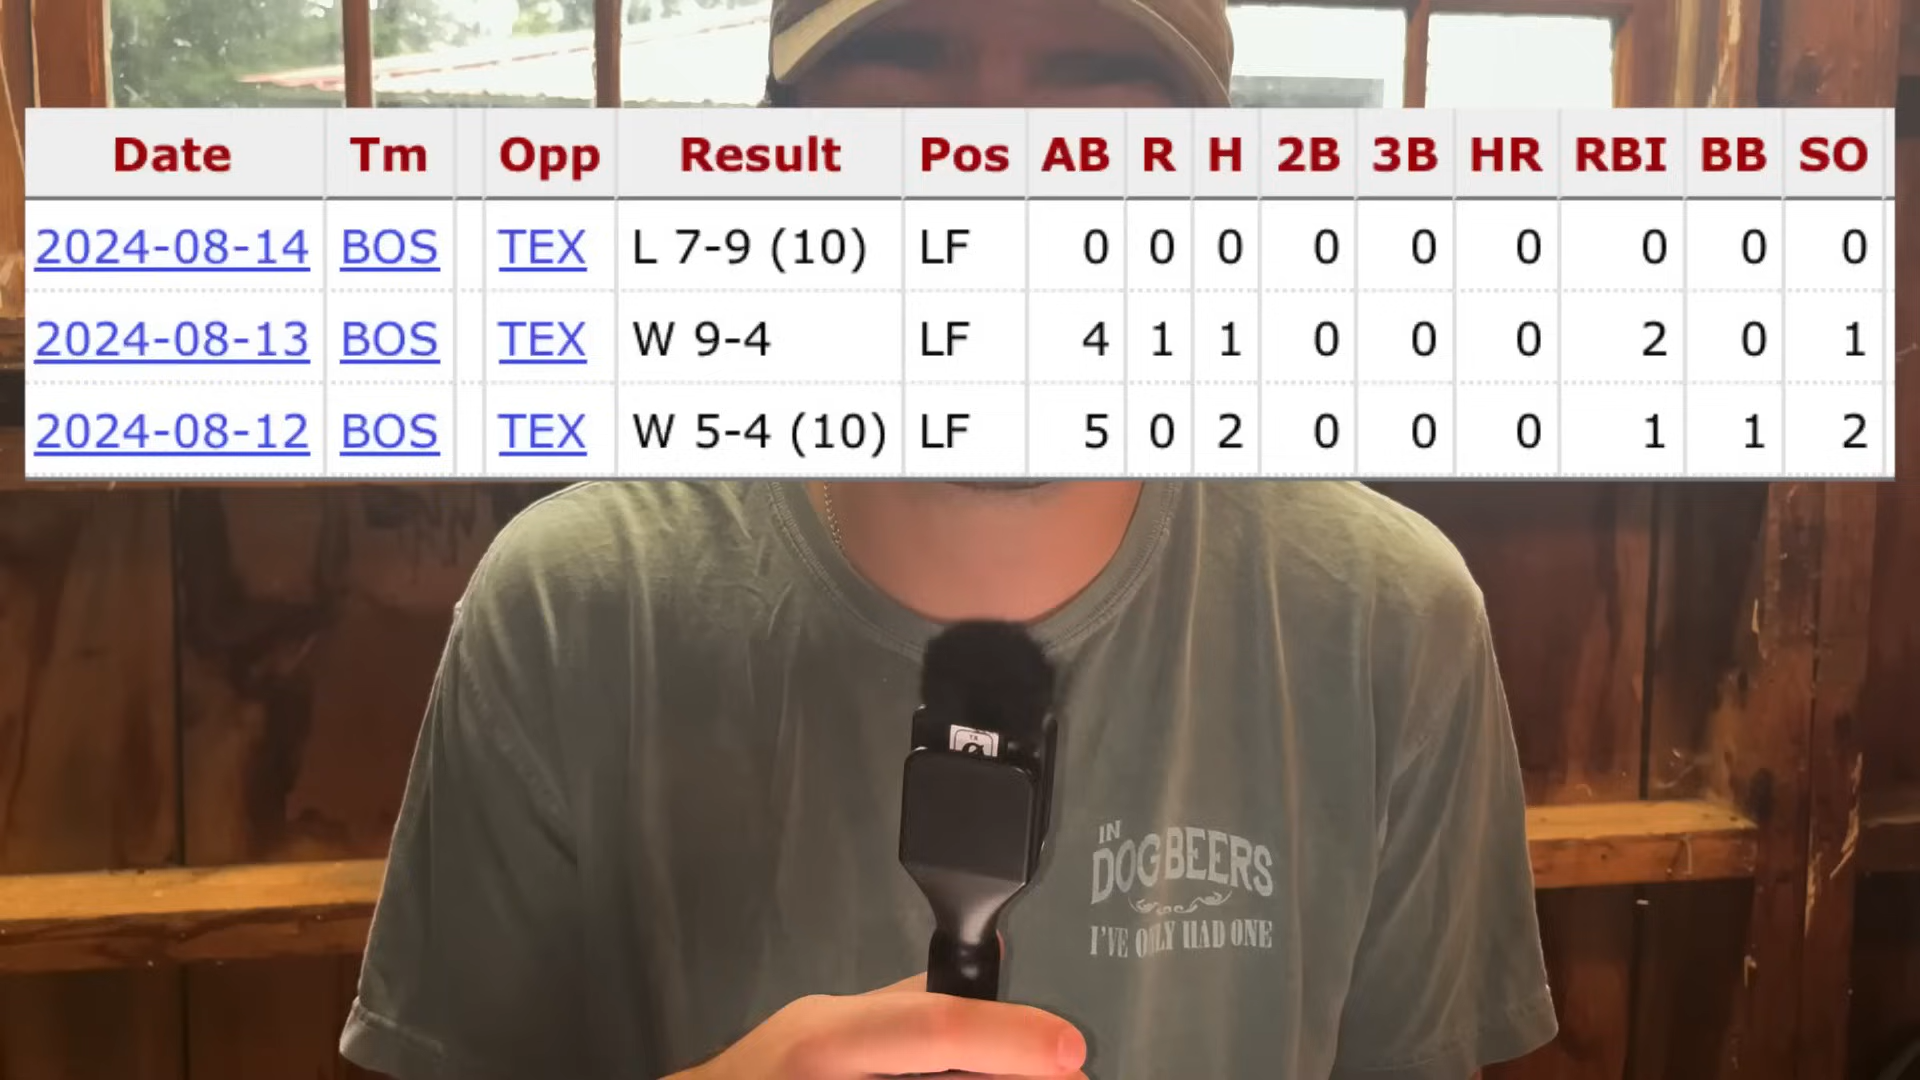 Date Tm Opp Result Pos AB R H 2B 3B HR RBI BB SO
2024-08-14 BOS TEX L 7-9 (10) LF 0 0 0 0 0 0 0 0 0
2024-08-13 BOS TEX W 9-4 LF 4 1 1 0 0 0 2 0 1
2024-08-12 BOS TEX W 5-4 (10) LF 5 0 2 0 0 0 1 1 2
TX
IN
DOG BEERS
I'VE ONLY HAD ONE